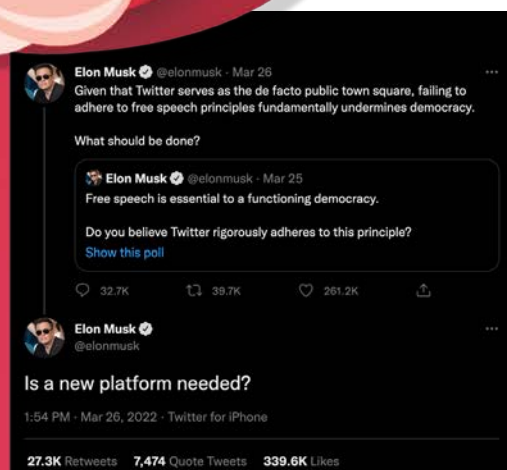 Elon Musk @elonmusk · Mar 26
Given that Twitter serves as the de facto public town square, failing to
adhere to free speech principles fundamentally undermines democracy.
What should be done?
Elon Musk @elonmusk · Mar 25
Free speech is essential to a functioning democracy.
Do you believe Twitter rigorously adheres to this principle?
Show this poll
32.7K 39.7K 261.2K
Elon Musk
@elonmusk
Is a new platform needed?
1:54 PM · Mar 26, 2022 · Twitter for iPhone
27.3K Retweets 7,474 Quote Tweets 339.6K Likes